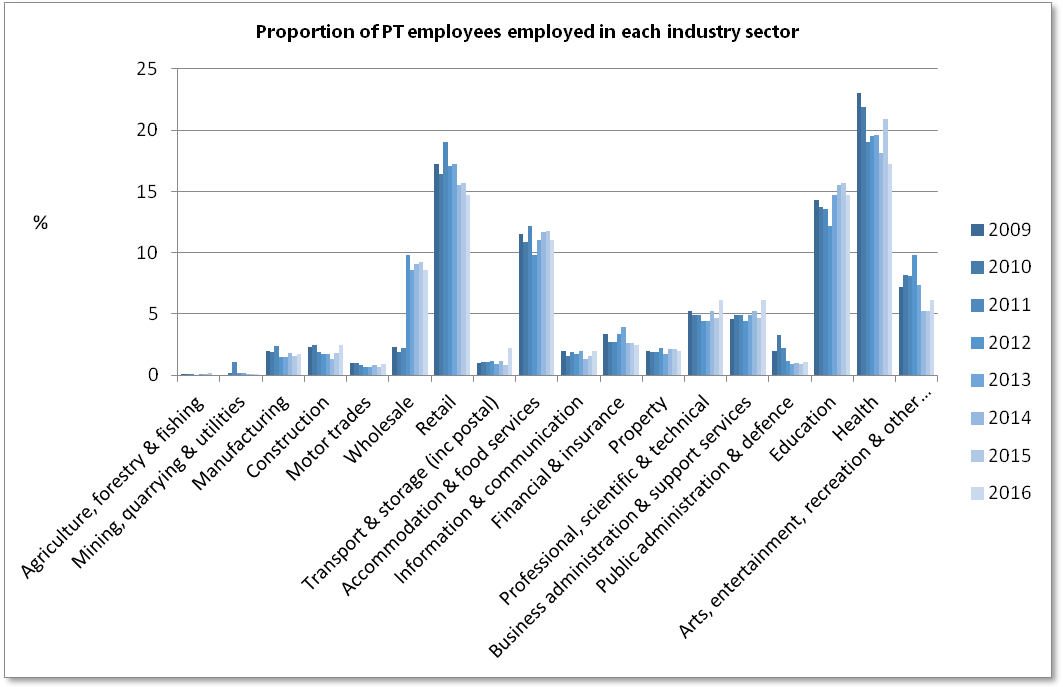 Proportion of PT employees employed in each industry sector
25
20
15
10
5
0
%
Agriculture, forestry & fishing
Mining, quarrying & utilities
Manufacturing
Construction
Motor trades
Wholesale
Retail
Transport & storage (inc postal)
Accommodation & food services
Information & communication
Financial & insurance
Property
Professional, scientific & technical
Business administration & support services
Public administration & defence
Education
Health
Arts, entertainment, recreation & other...
2009
2010
2011
2012
2013
2014
2015
2016